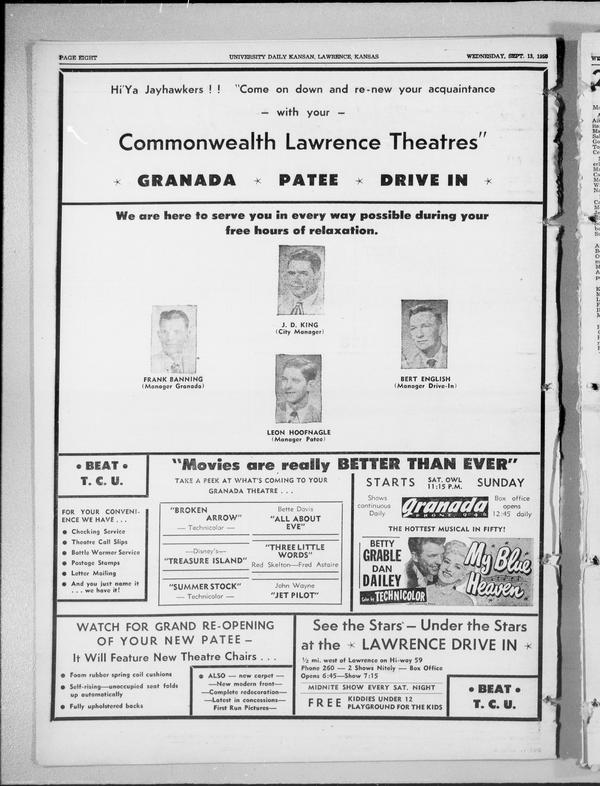 PAGE EIGHT
UNIVERSITY DAILY KANSAN, LAWRENCE, KANSAS
WEDNESDAY, SEPT. 13, 1950
Hi'Ya Jayhawkers ! ! "Come on down and re-new your acquaintance
— with your —
Commonwealth Lawrence Theatres"
GRANADA PATEE DRIVE IN
We are here to serve you in every way possible during your
free hours of relaxation.
J. D. KING
(City Manager)
FRANK BANNING
(Manager Granada)
BERT ENGLISH
(Manager Drive-In)
LEON HOOFNAGLE
(Manager Patee)
• BEAT •
T. C. U.
FOR YOUR CONVENI-
ENCE WE HAVE . . .
• Checking Service
• Theatre Call Slips
• Bottle Warmer Service
• Postage Stamps
• Letter Mailing
• And you just name it
. . . we have it!
"Movies are really BETTER THAN EVER"
TAKE A PEEK AT WHAT'S COMING TO YOUR
GRANADA THEATRE . . .
"BROKEN
ARROW"
— Technicolor —
Bette Davis
"ALL ABOUT
EVE"
—Disney's—
"TREASURE ISLAND"
"THREE LITTLE
WORDS"
Red Skelton—Fred Astaire
"SUMMER STOCK"
— Technicolor —
John Wayne
"JET PILOT"
STARTS SAT. OWL 11:15 P.M. SUNDAY
Shows
continuous
Daily
Granada
Box office
opens
12:45 daily
THE HOTTEST MUSICAL IN FIFTY!
BETTY
GRABLE
DAN
DAILEY
Color by TECHNICOLOR
My Blue
Heaven
WATCH FOR GRAND RE-OPENING
OF YOUR NEW PATEE —
It Will Feature New Theatre Chairs . . .
• Foam rubber spring coil cushions
• Self-rising—unoccupied seat folds
up automatically
• Fully upholstered backs
• ALSO — new carpet —
—New modern front—
—Complete redecoration—
—Latest in concessions—
First Run Pictures—
See the Stars — Under the Stars
at the LAWRENCE DRIVE IN
½ mi. west of Lawrence on Hi-way 59
Phone 260 — 2 Shows Nitely — Box Office
Opens 6:45—Show 7:15
MIDNITE SHOW EVERY SAT. NIGHT
FREE KIDDIES UNDER 12
PLAYGROUND FOR THE KIDS
• BEAT •
T. C. U.